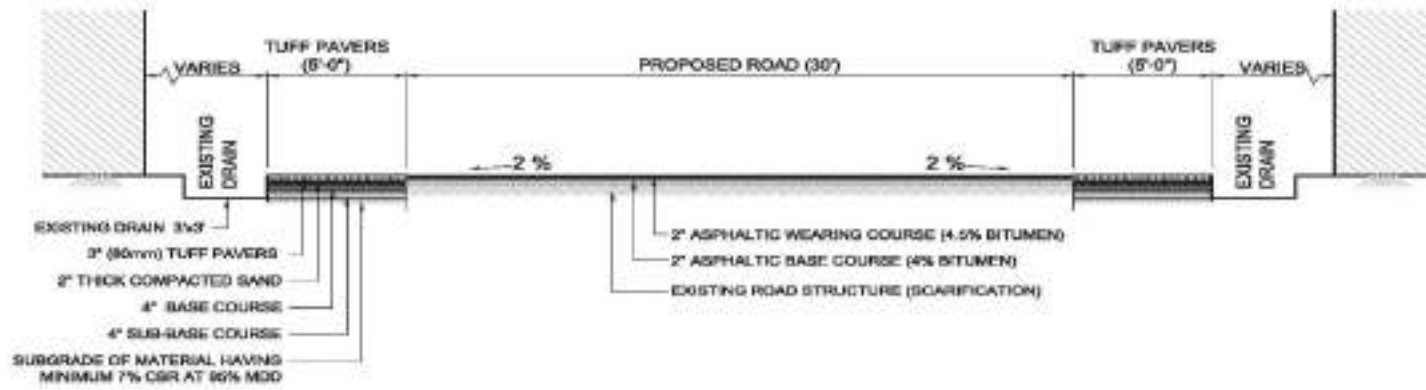 TUFF PAVERS
(6'-0")
VARIES
PROPOSED ROAD (30')
TUFF PAVERS
(6'-0")
VARIES
EXISTING
DRAIN
2 %
2 %
EXISTING
DRAIN
EXISTING DRAIN 3'x3'
3" (80mm) TUFF PAVERS
2" THICK COMPACTED SAND
4" BASE COURSE
4" SUB-BASE COURSE
SUBGRADE OF MATERIAL HAVING
MINIMUM 7% CBR AT 95% MDD
2" ASPHALTIC WEARING COURSE (4.5% BITUMEN)
2" ASPHALTIC BASE COURSE (4% BITUMEN)
EXISTING ROAD STRUCTURE (SCARIFICATION)